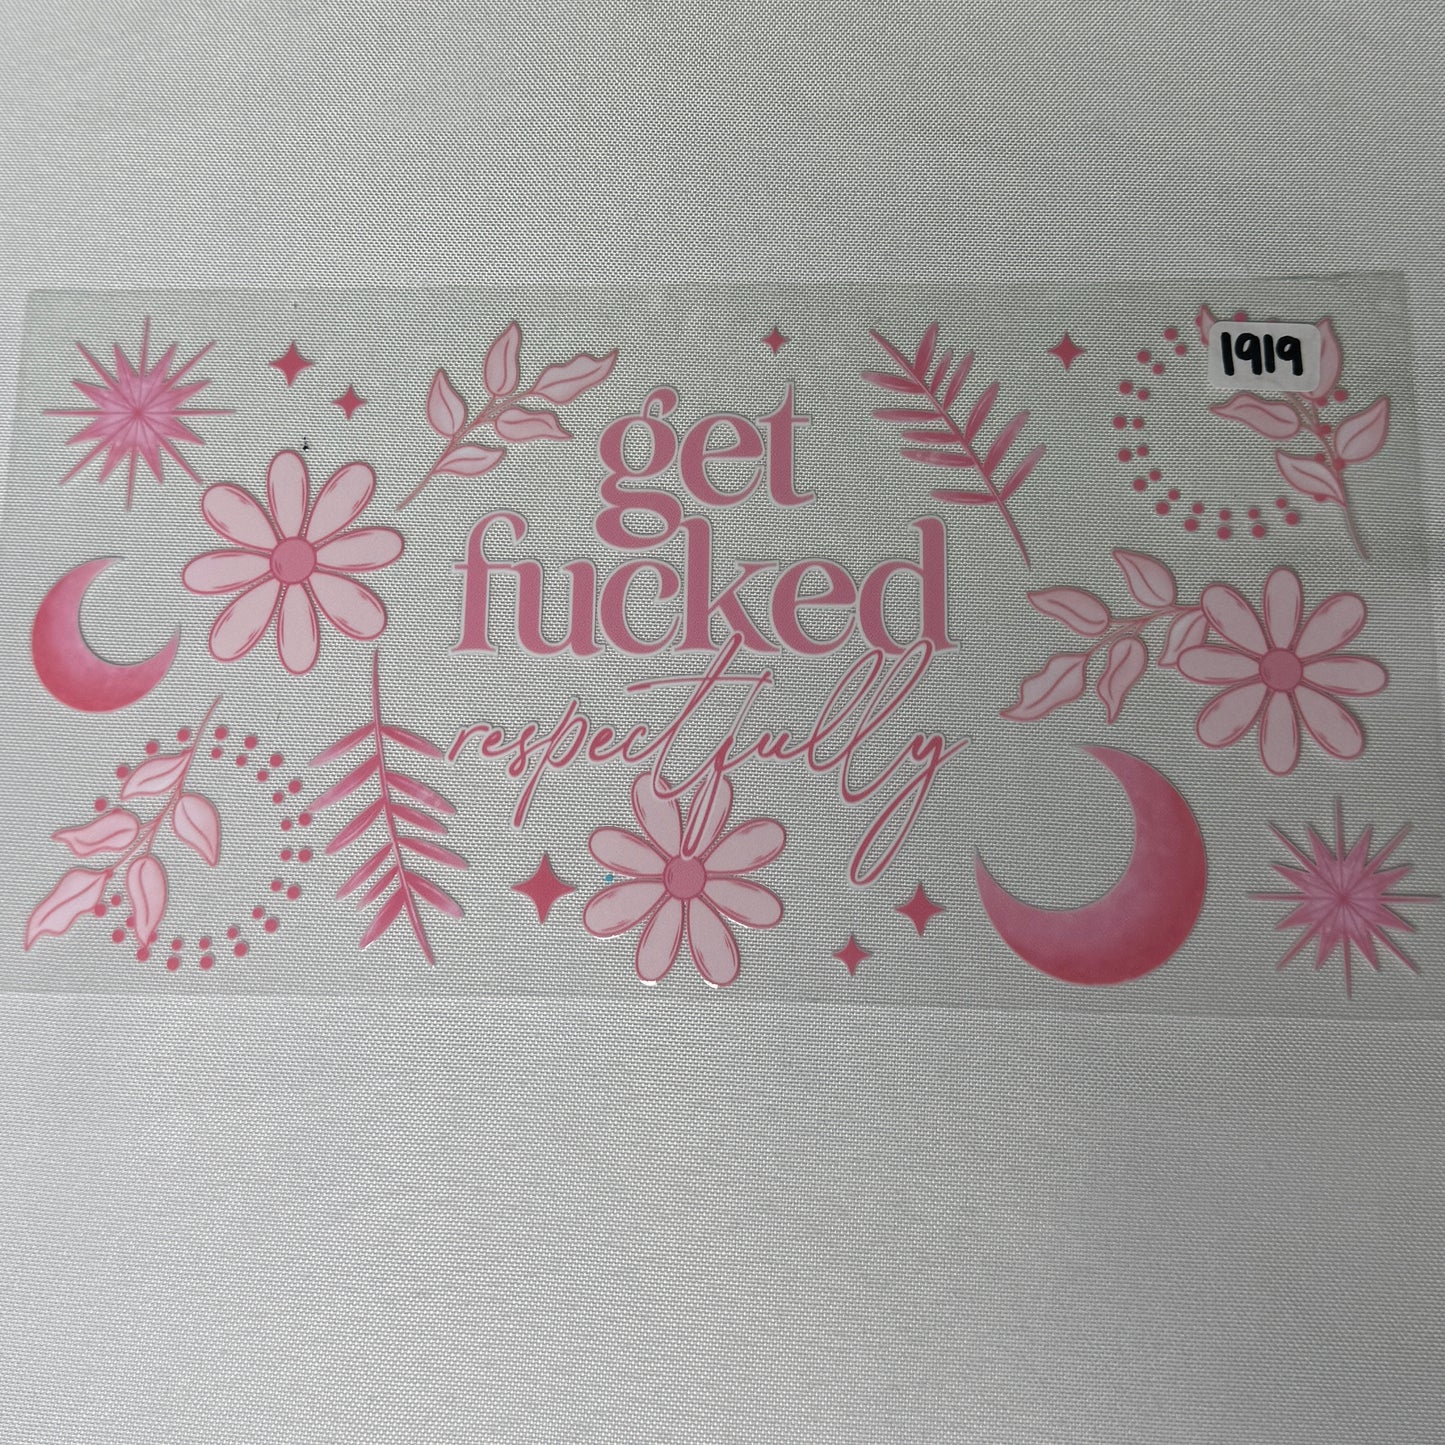 1919
get
fucked
respectfully